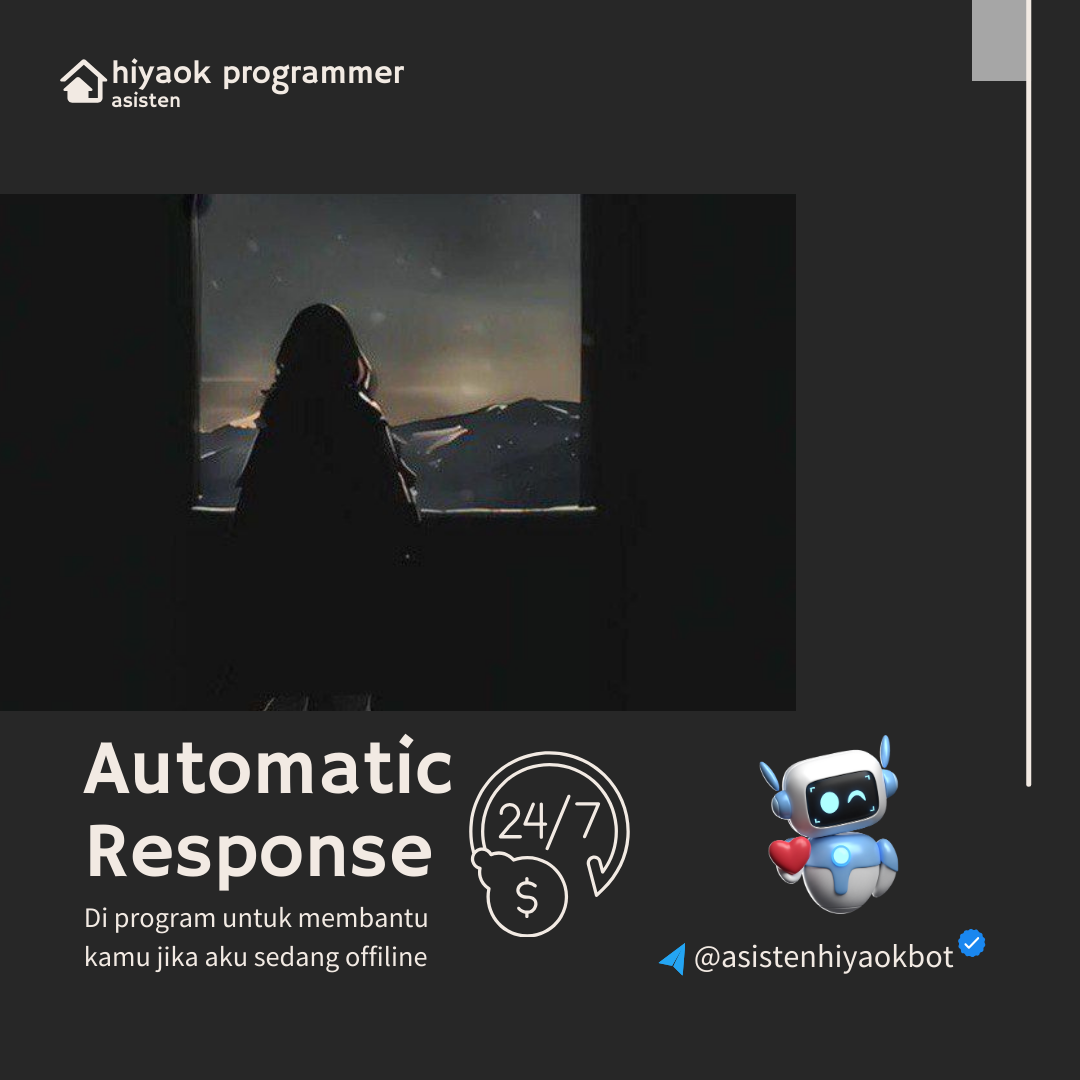 hiyaok programmer
asisten
Automatic
Response
24/7
$
Di program untuk membantu
kamu jika aku sedang offiline
@asistenhiyaokbot